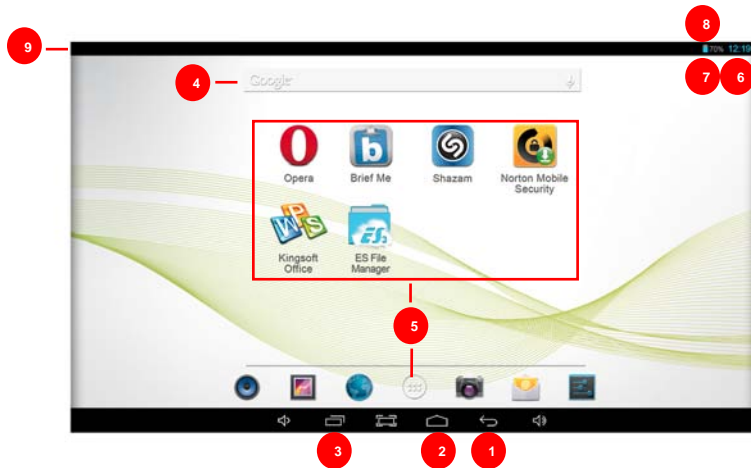 8
9
70% 12:19
4 Google 7 6
Opera Brief Me Shazam Norton Mobile
Security
Kingsoft
Office ES File
Manager
5
3 2 1